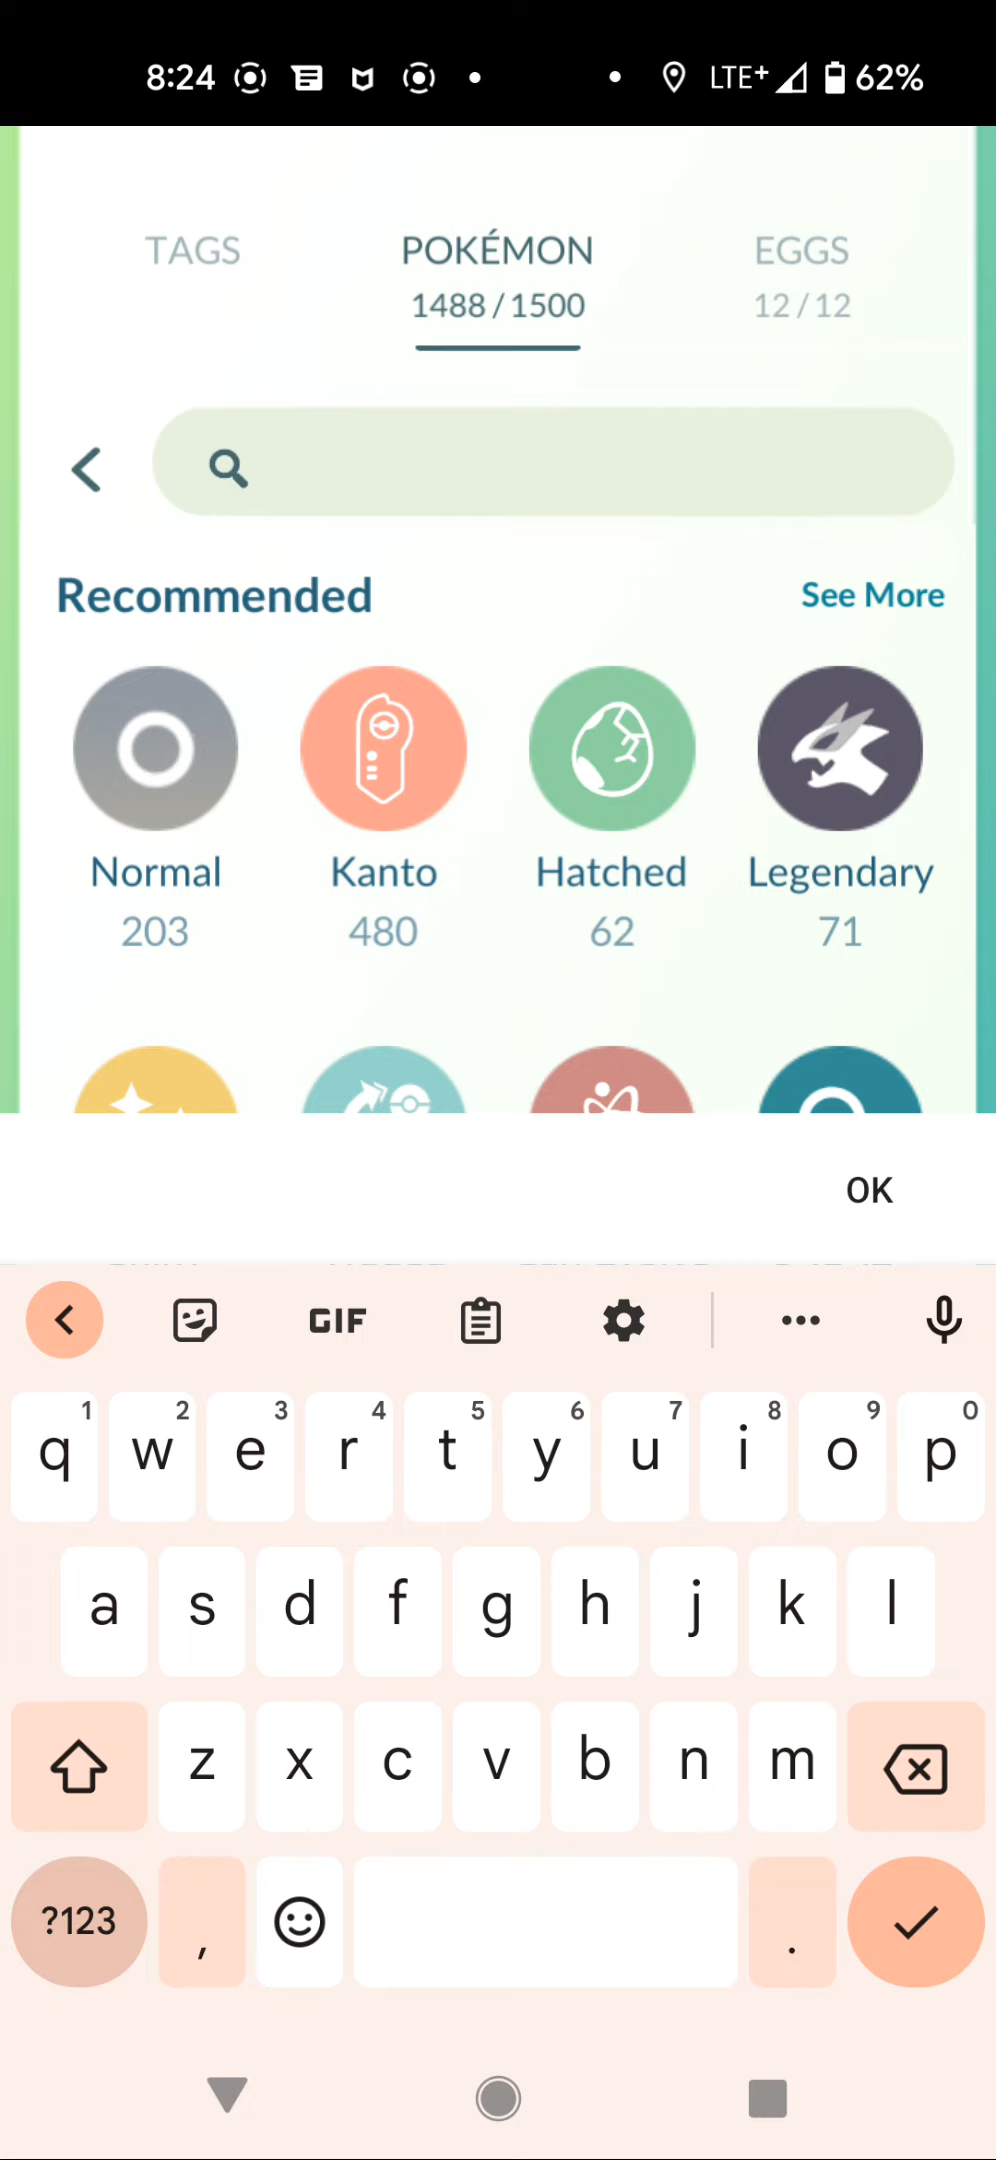 8:24 LTE+ 62%
TAGS POKÉMON EGGS
1488 / 1500 12 / 12
Recommended See More
Normal Kanto Hatched Legendary
203 480 62 71
OK
GIF
1 2 3 4 5 6 7 8 9 0
q w e r t y u i o p
a s d f g h j k l
z x c v b n m
?123 , .